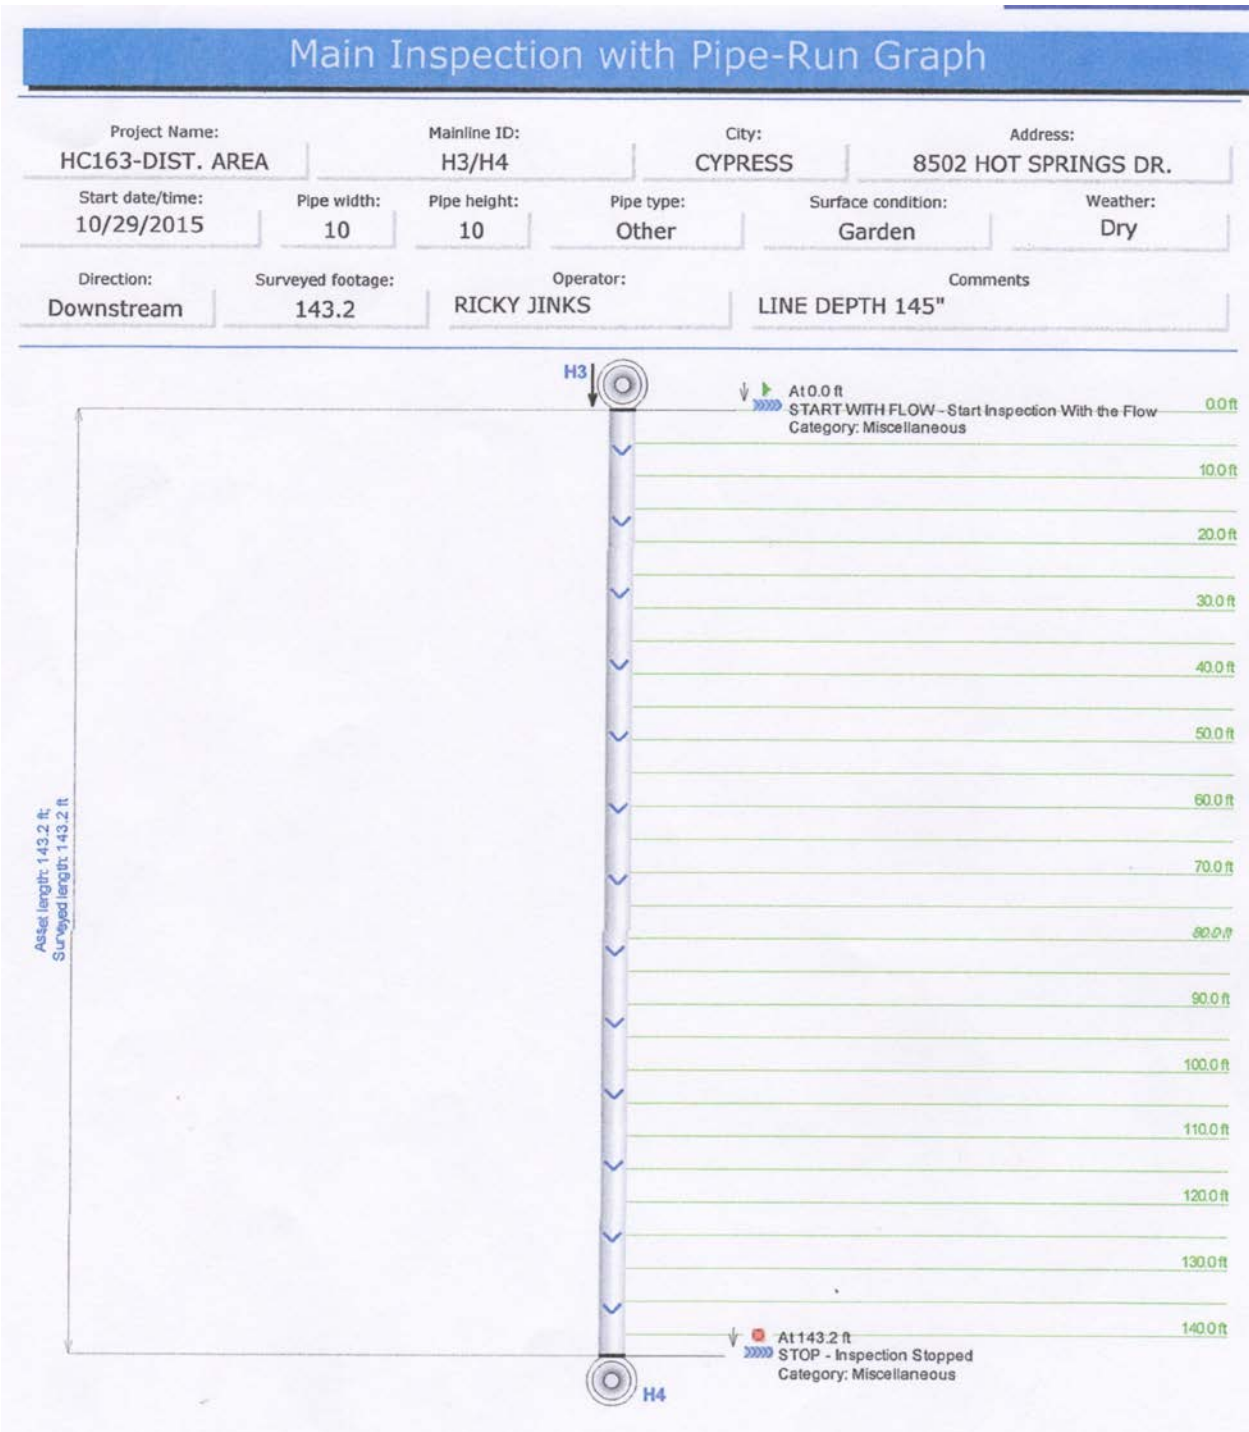 Main Inspection with Pipe-Run Graph
Project Name: Mainline ID: City: Address:
HC163-DIST. AREA H3/H4 CYPRESS 8502 HOT SPRINGS DR.
Start date/time: Pipe width: Pipe height: Pipe type: Surface condition: Weather:
10/29/2015 10 10 Other Garden Dry
Direction: Surveyed footage: Operator: Comments
Downstream 143.2 RICKY JINKS LINE DEPTH 145"
H3
At 0.0 ft
START WITH FLOW - Start Inspection With the Flow
Category: Miscellaneous
0.0 ft
10.0 ft
20.0 ft
30.0 ft
40.0 ft
50.0 ft
60.0 ft
70.0 ft
80.0 ft
90.0 ft
100.0 ft
110.0 ft
120.0 ft
130.0 ft
140.0 ft
Asset length: 143.2 ft;
Surveyed length: 143.2 ft
At 143.2 ft
STOP - Inspection Stopped
Category: Miscellaneous
H4